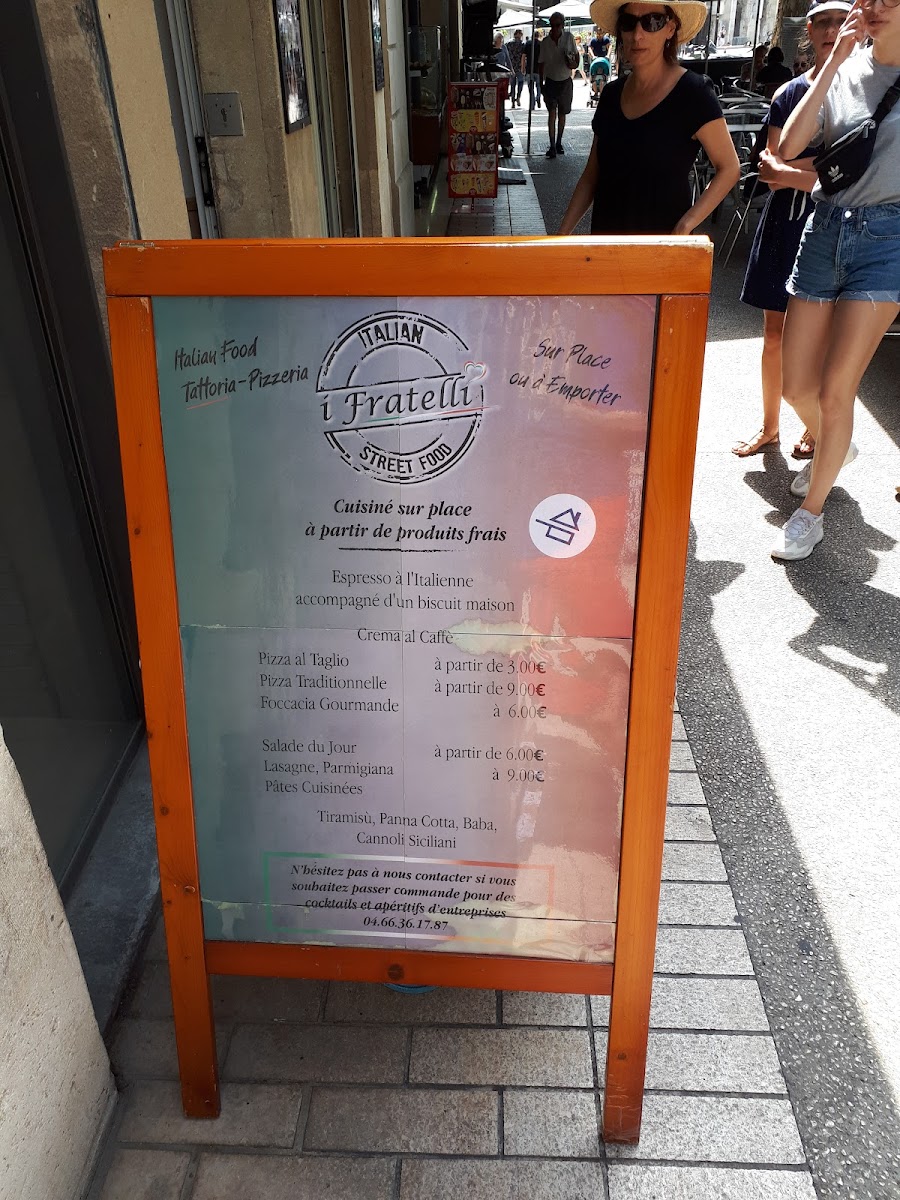 Italian Food
Tattoria-Pizzeria
ITALIAN
i Fratelli
STREET FOOD
Sur Place
ou à Emporter
Cuisiné sur place
à partir de produits frais
Espresso à l'Italienne
accompagné d'un biscuit maison
Crema al Caffè
Pizza al Taglio à partir de 3.00€
Pizza Traditionnelle à partir de 9.00€
Foccacia Gourmande à 6.00€
Salade du Jour à partir de 6.00€
Lasagne, Parmigiana à 9.00€
Pâtes Cuisinées
Tiramisù, Panna Cotta, Baba,
Cannoli Siciliani
N'hésitez pas à nous contacter si vous
souhaitez passer commande pour des
cocktails et apéritifs d'entreprises
04.66.36.17.87